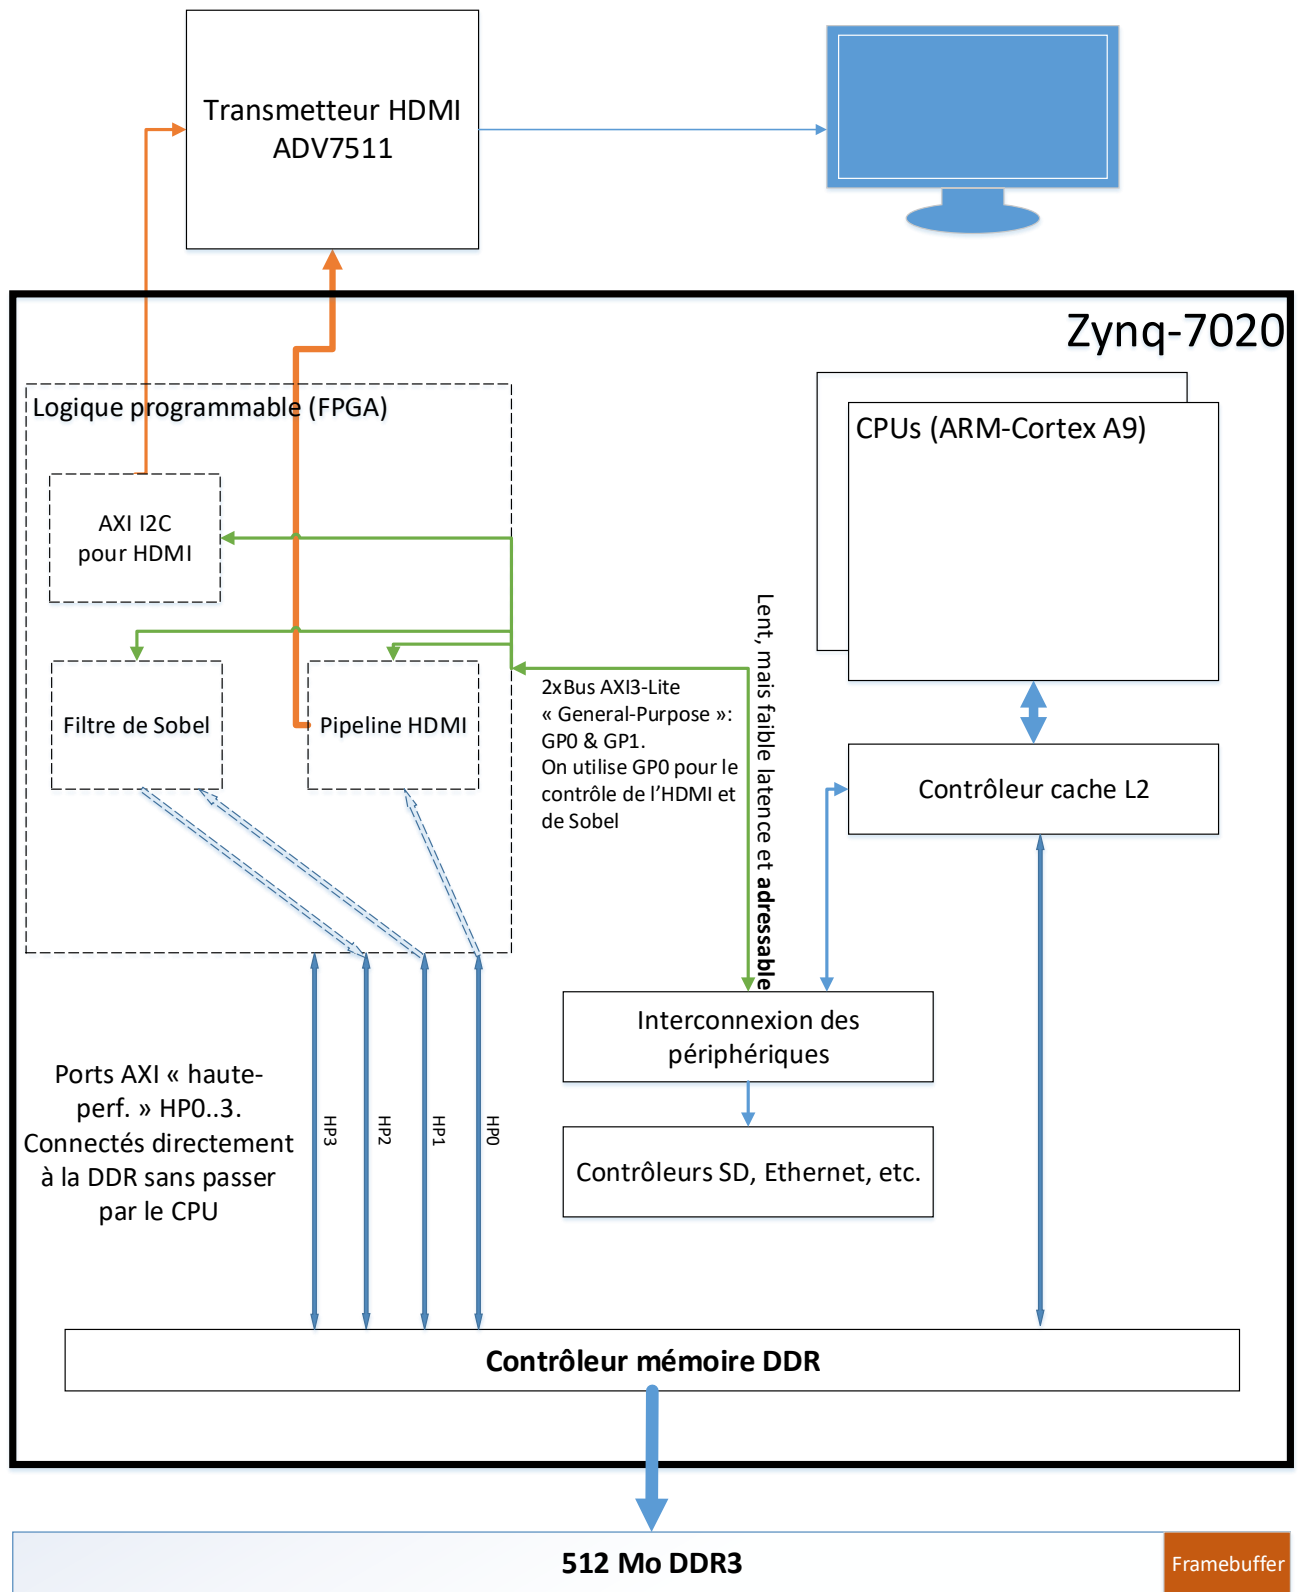 Transmetteur HDMI
ADV7511
Zynq-7020
Logique programmable (FPGA)
CPUs (ARM-Cortex A9)
AXI I2C
pour HDMI
Filtre de Sobel
Pipeline HDMI
2xBus AXI3-Lite
« General-Purpose »:
GP0 & GP1.
On utilise GP0 pour le
contrôle de l’HDMI et
de Sobel
Lent, mais faible latence et adressable
Contrôleur cache L2
Interconnexion des
périphériques
Contrôleurs SD, Ethernet, etc.
Ports AXI « haute-
perf. » HP0..3.
Connectés directement
à la DDR sans passer
par le CPU
HP3
HP2
HP1
HP0
Contrôleur mémoire DDR
512 Mo DDR3
Framebuffer